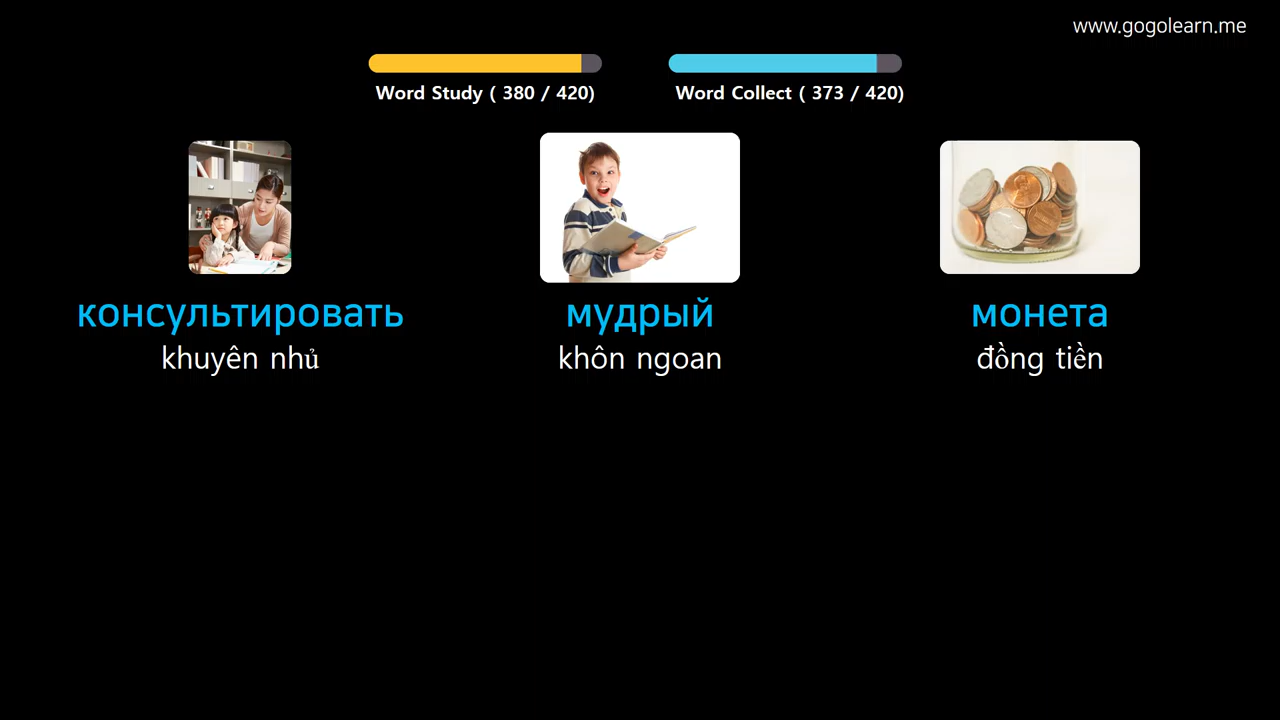 www.gogolearn.me
Word Study ( 380 / 420)
Word Collect ( 373 / 420)
консультировать
мудрый
монета
khuyên nhủ
khôn ngoan
đồng tiền